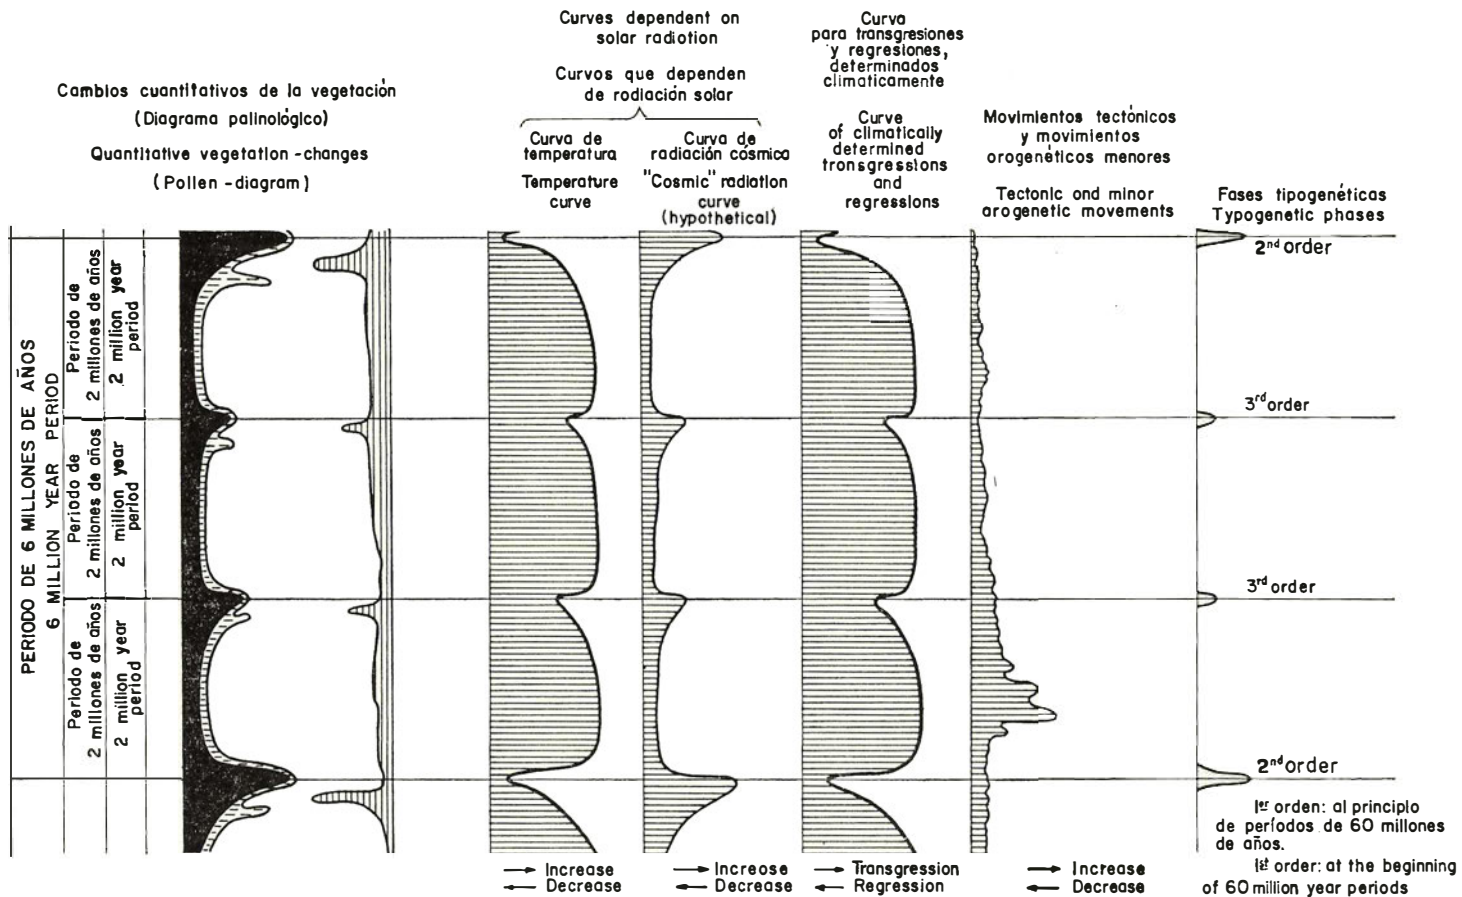 Cambios cuantitativos de la vegetación
(Diagrama palinológico)
Quantitative vegetation-changes
(Pollen-diagram)
Curves dependent on
solar radiotion
Curvos que dependen
de rodiación solar
Curva de
temperatura
Temperature
curve
Curva de
radiación cósmica
"Cosmic" radiation
curve
(hypothetical)
Curva
para transgresiones
y regresiones,
determinados
climaticamente
Curve
of climatically
determined
tronsgressions
and
regressions
Movimientos tectónicos
y movimientos
orogenéticos menores
Tectonic ond minor
arogenetic movements
Fases tipogenéticas
Typogenetic phases
PERIODO DE 6 MILLONES DE AÑOS
6 MILLION YEAR PERIOD
Periodo de
2 millones de años
2 million year
period
Periodo de
2 millones de años
2 million year
period
Periodo de
2 millones de años
2 million year
period
2nd order
3rd order
3rd order
2nd order
1er orden: al principlo
de períodos de 60 millones
de años.
1st order: at the beginning
of 60 million year periods
→ Increase
← Decrease
→ Increose
← Decrease
→ Transgression
← Regression
→ Increase
← Decrease